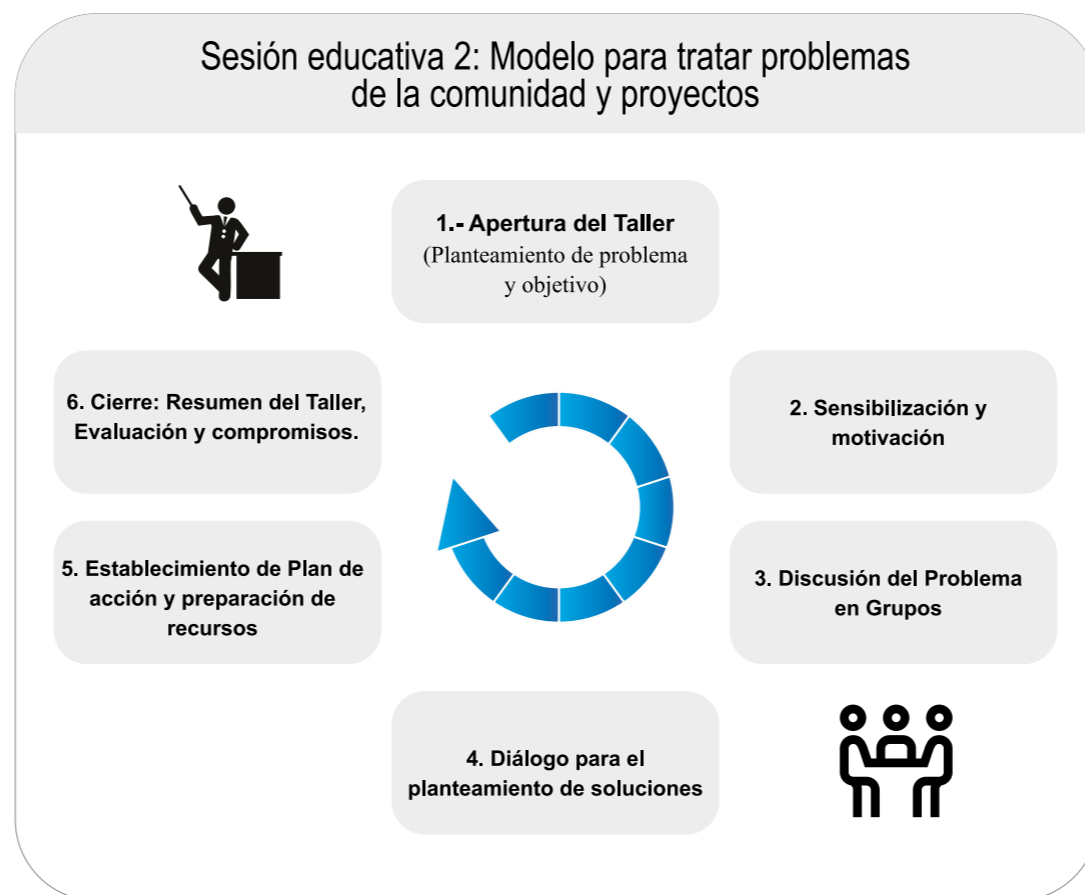 Sesión educativa 2: Modelo para tratar problemas
de la comunidad y proyectos
1.- Apertura del Taller
(Planteamiento de problema
y objetivo)
2. Sensibilización y
motivación
3. Discusión del Problema
en Grupos
4. Diálogo para el
planteamiento de soluciones
5. Establecimiento de Plan de
acción y preparación de
recursos
6. Cierre: Resumen del Taller,
Evaluación y compromisos.